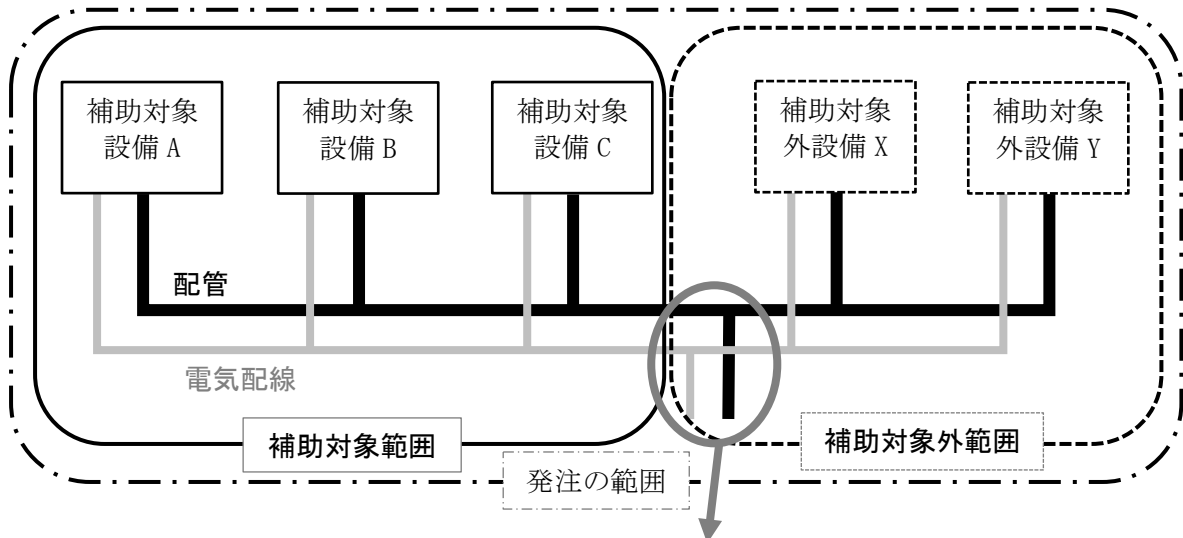 補助対象
設備 A
補助対象
設備 B
補助対象
設備 C
補助対象
外設備 X
補助対象
外設備 Y
配管
電気配線
補助対象範囲
補助対象外範囲
発注の範囲